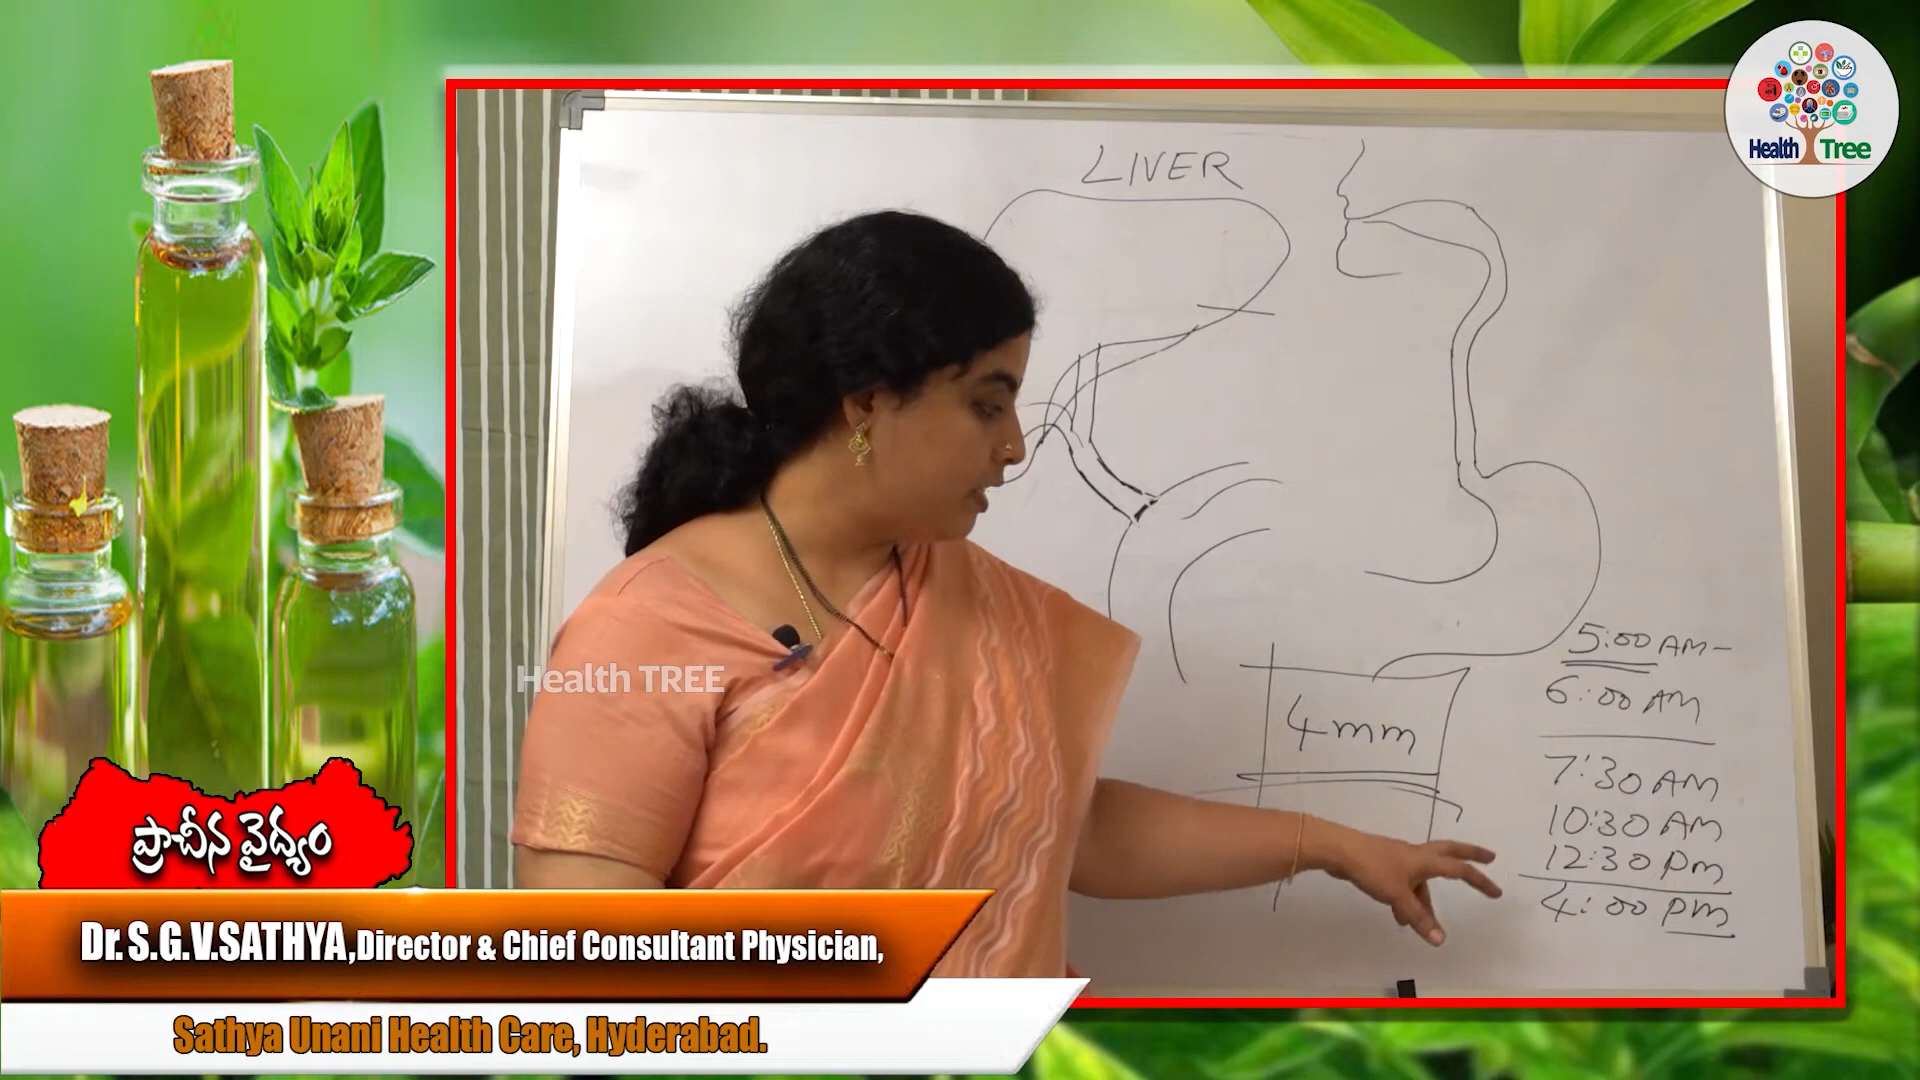 Health Tree
LIVER
5:00 AM-
6:00 AM
4mm
7:30 AM
10:30 AM
12:30 pm
4:00 pm
Health TREE
ప్రాచీన వైద్యం
Dr. S.G.V.SATHYA,Director & Chief Consultant Physician,
Sathya Unani Health Care, Hyderabad.